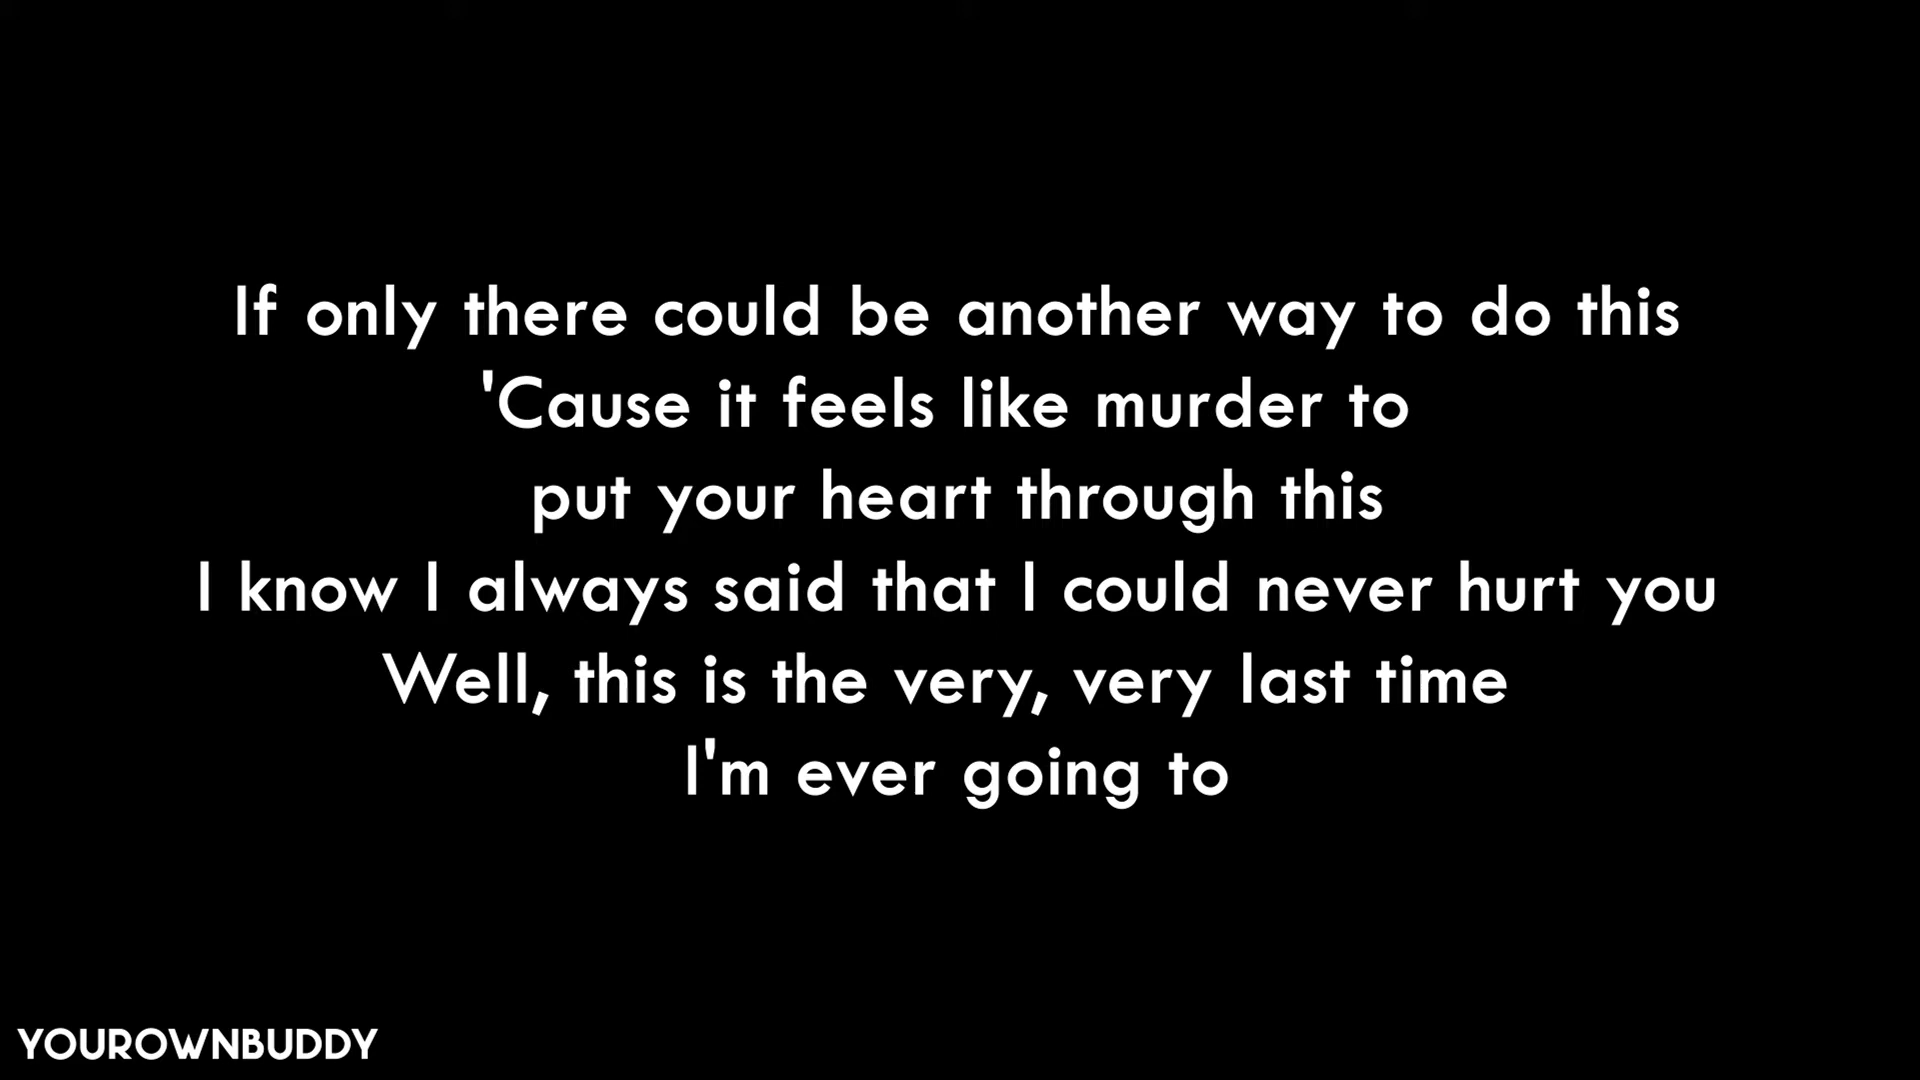 If only there could be another way to do this
'Cause it feels like murder to
put your heart through this
I know I always said that I could never hurt you
Well, this is the very, very last time
I'm ever going to
YOUROWNBUDDY